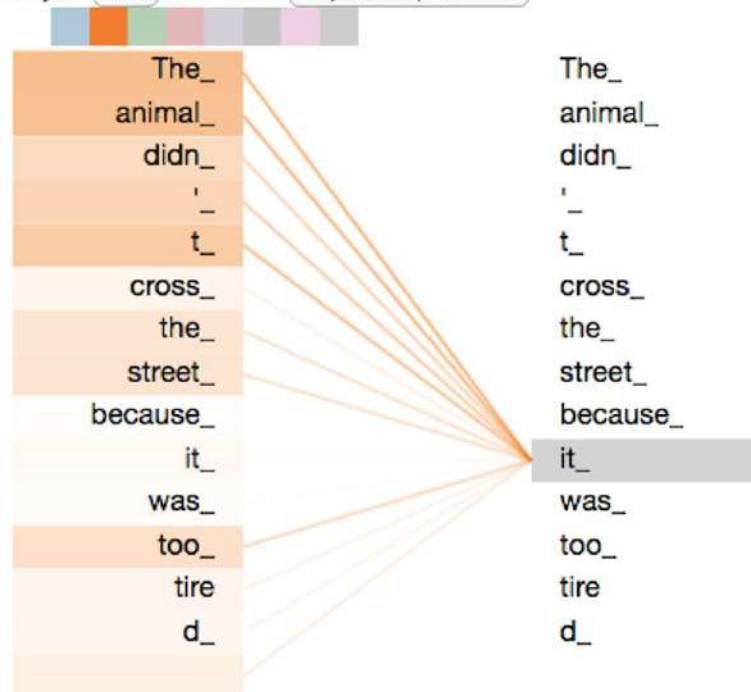 The_ The_
animal_ animal_
didn_ didn_
'_ '_
t_ t_
cross_ cross_
the_ the_
street_ street_
because_ because_
it_ it_
was_ was_
too_ too_
tire tire
d_ d_